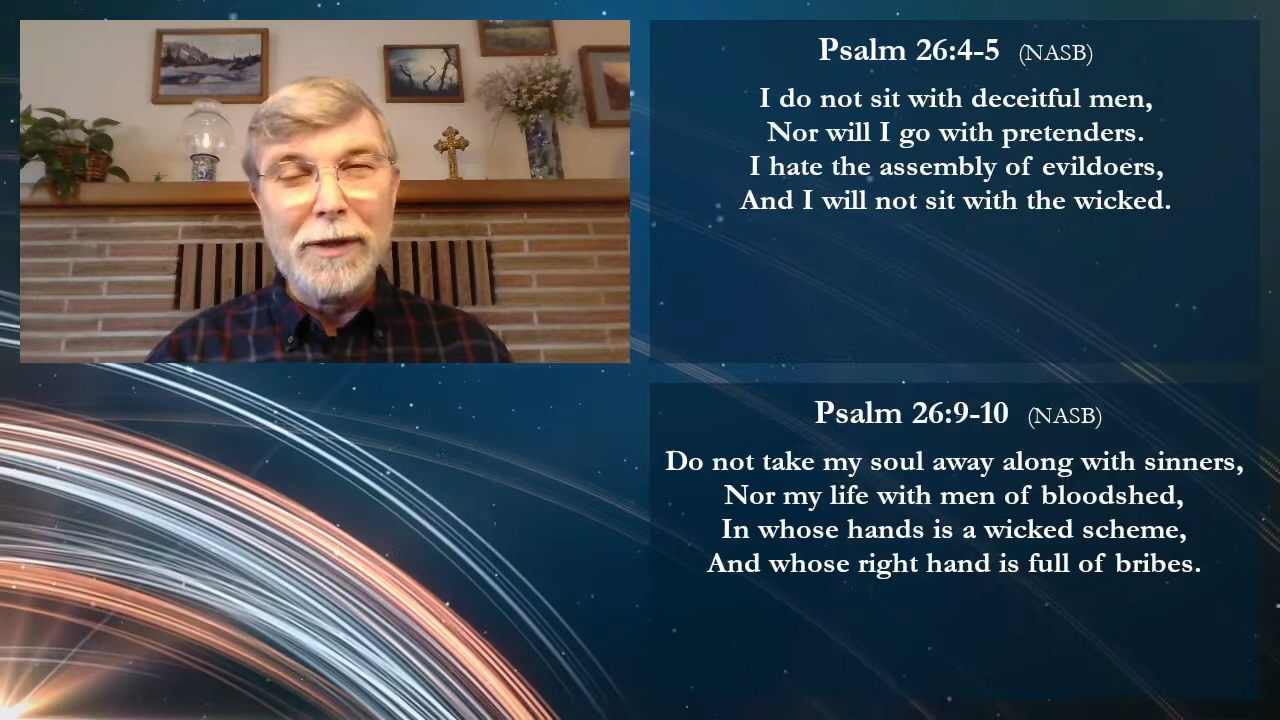 Psalm 26:4-5 (NASB)
I do not sit with deceitful men,
Nor will I go with pretenders.
I hate the assembly of evildoers,
And I will not sit with the wicked.
Psalm 26:9-10 (NASB)
Do not take my soul away along with sinners,
Nor my life with men of bloodshed,
In whose hands is a wicked scheme,
And whose right hand is full of bribes.